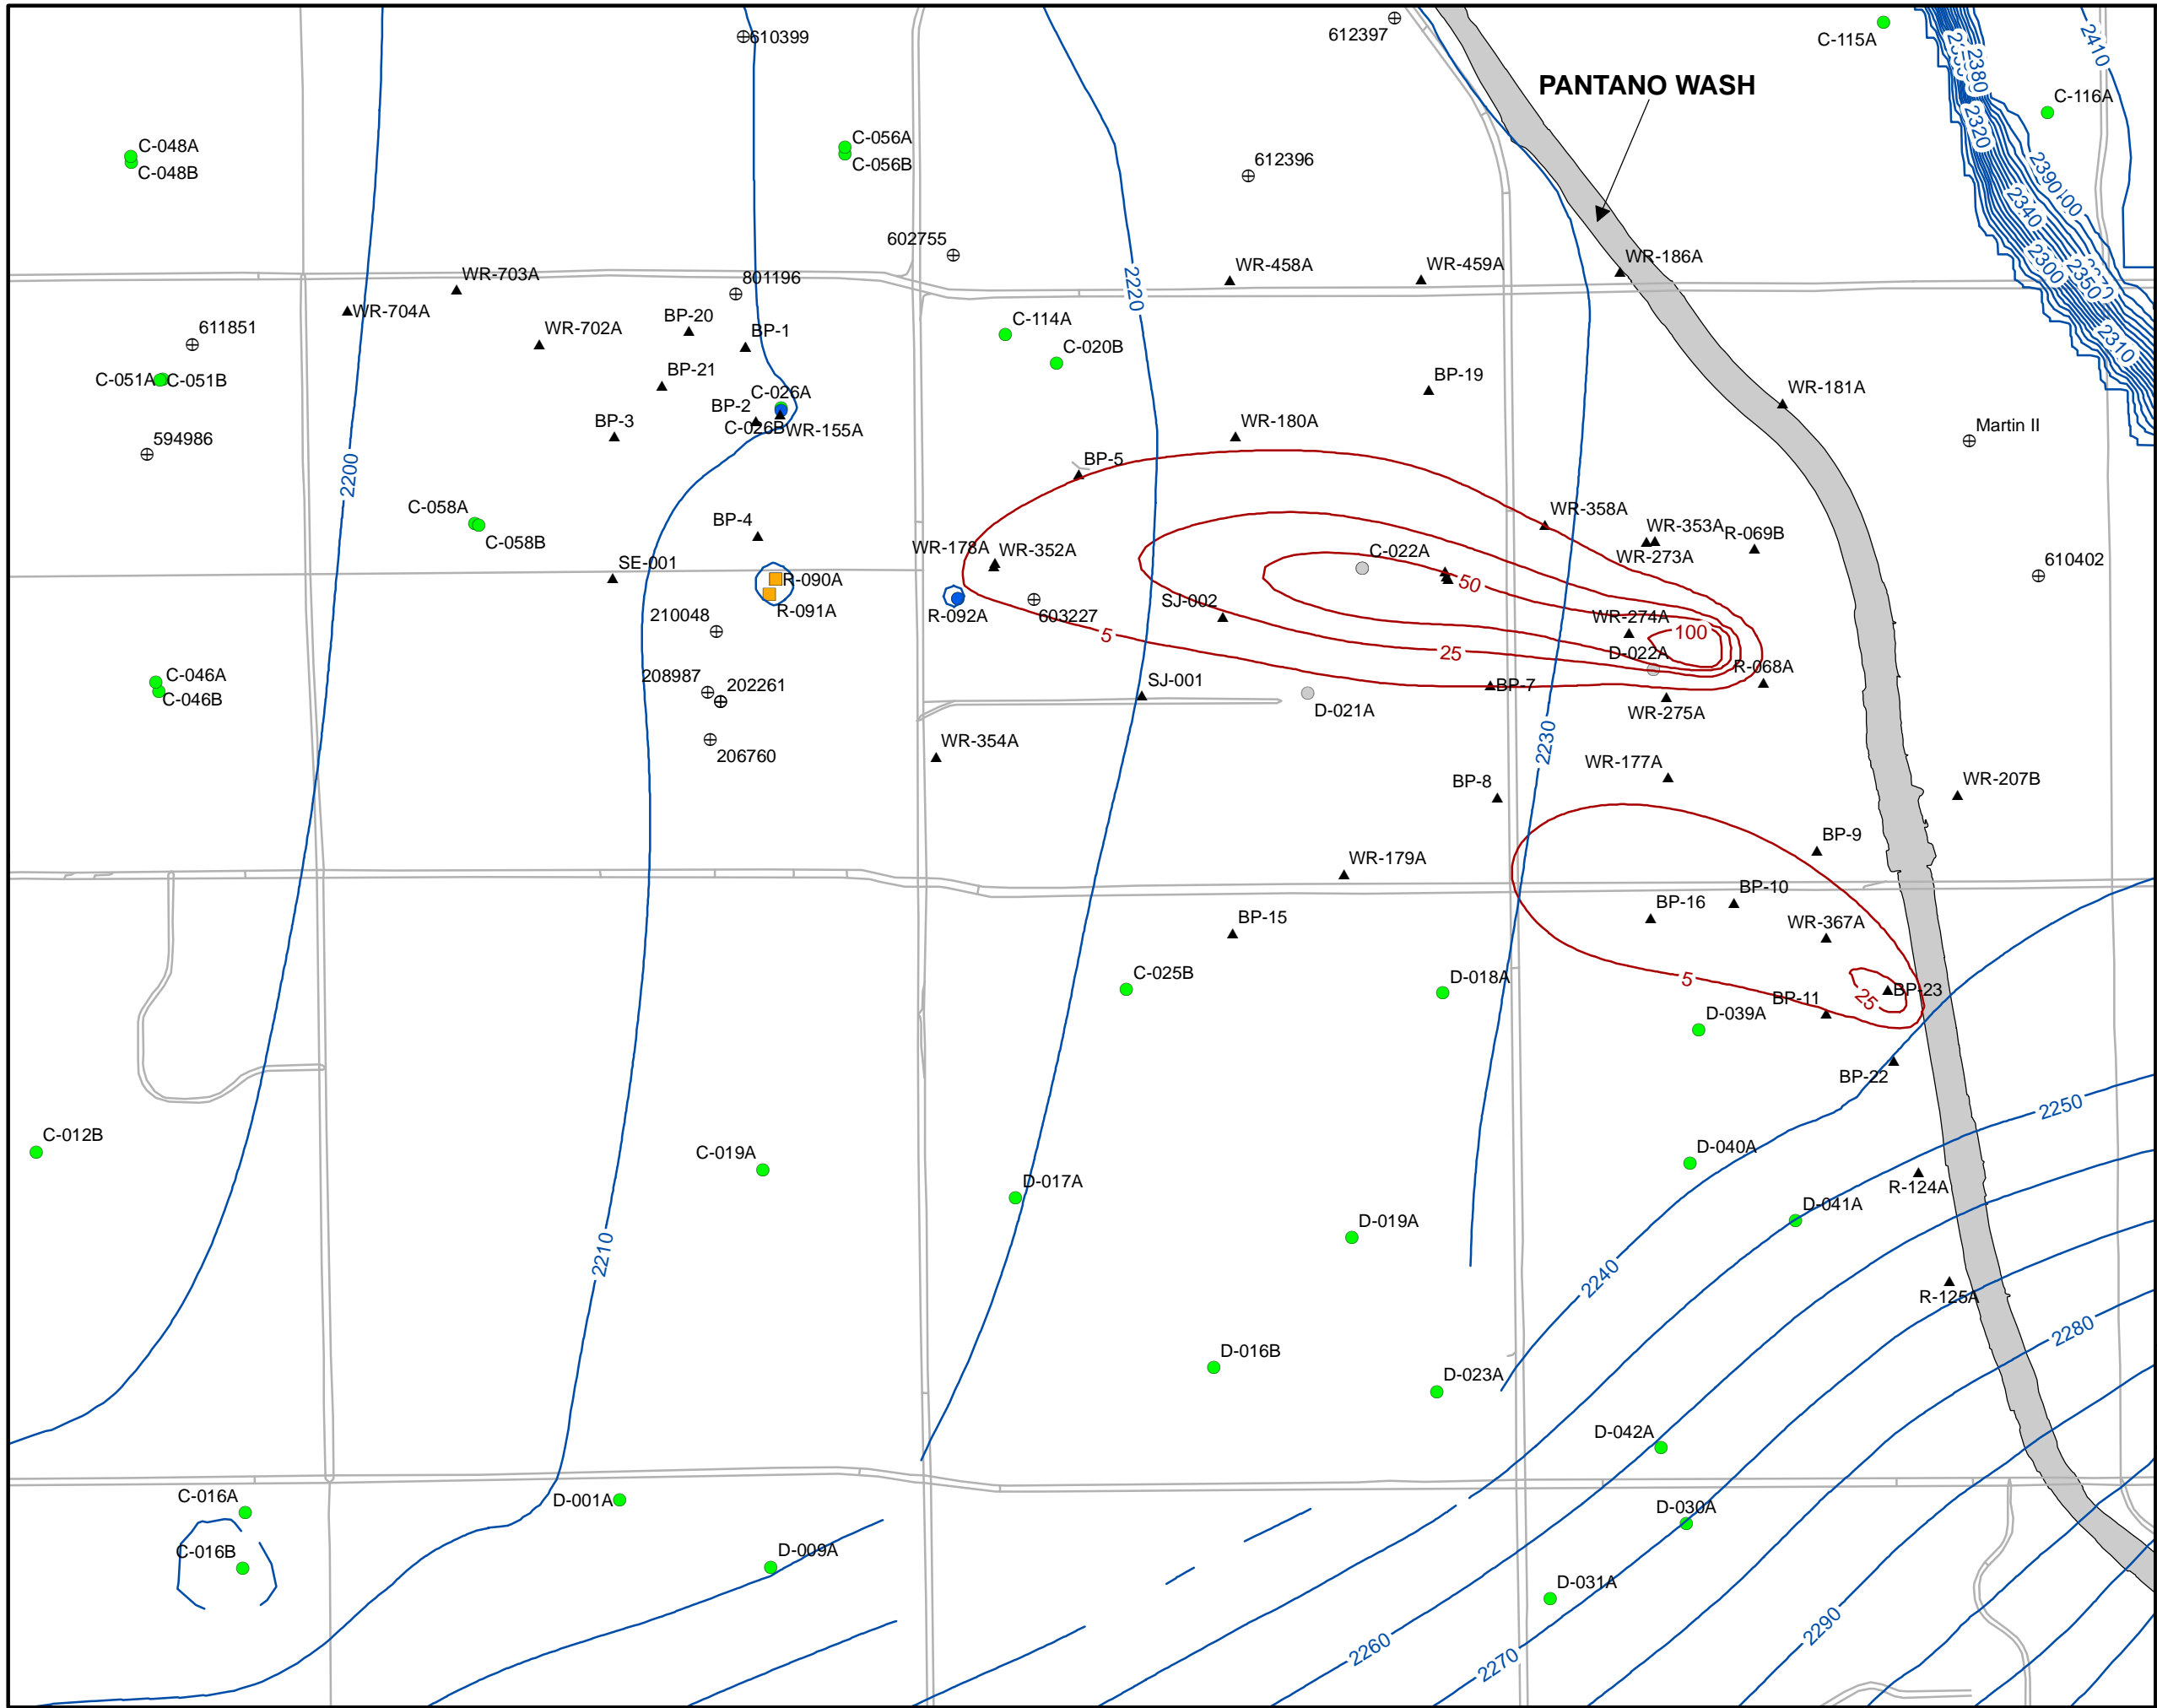 610399
612397
C-115A
2410
2380
2320
PANTANO WASH
C-116A
C-048A
C-048B
C-056A
C-056B
612396
2390
2340
602755
WR-703A
801196
WR-458A
WR-459A
WR-186A
2300
2350
2220
WR-704A
611851
WR-702A
BP-20
BP-1
C-114A
C-020B
2310
C-051A
C-051B
BP-21
C-026A
BP-19
WR-181A
BP-2
BP-3
C-026B
WR-155A
WR-180A
Martin II
594986
2200
BP-5
C-058A
C-058B
BP-4
WR-358A
WR-353A
R-069B
WR-178A
WR-352A
C-022A
WR-273A
610402
SE-001
R-090A
50
R-091A
R-092A
603227
SJ-002
210048
WR-274A
100
5
25
D-022A
R-068A
C-046A
C-046B
208987
202261
SJ-001
BP-7
D-021A
WR-275A
206760
WR-354A
2230
WR-177A
BP-8
WR-207B
BP-9
WR-179A
BP-10
BP-16
BP-15
WR-367A
C-025B
D-018A
5
BP-11
25
BP-23
D-039A
BP-22
2250
C-012B
C-019A
D-040A
D-017A
R-124A
D-041A
D-019A
2210
2240
R-125A
2280
D-016B
D-023A
D-042A
C-016A
D-001A
D-030A
C-016B
D-009A
D-031A
2260
2270
2290